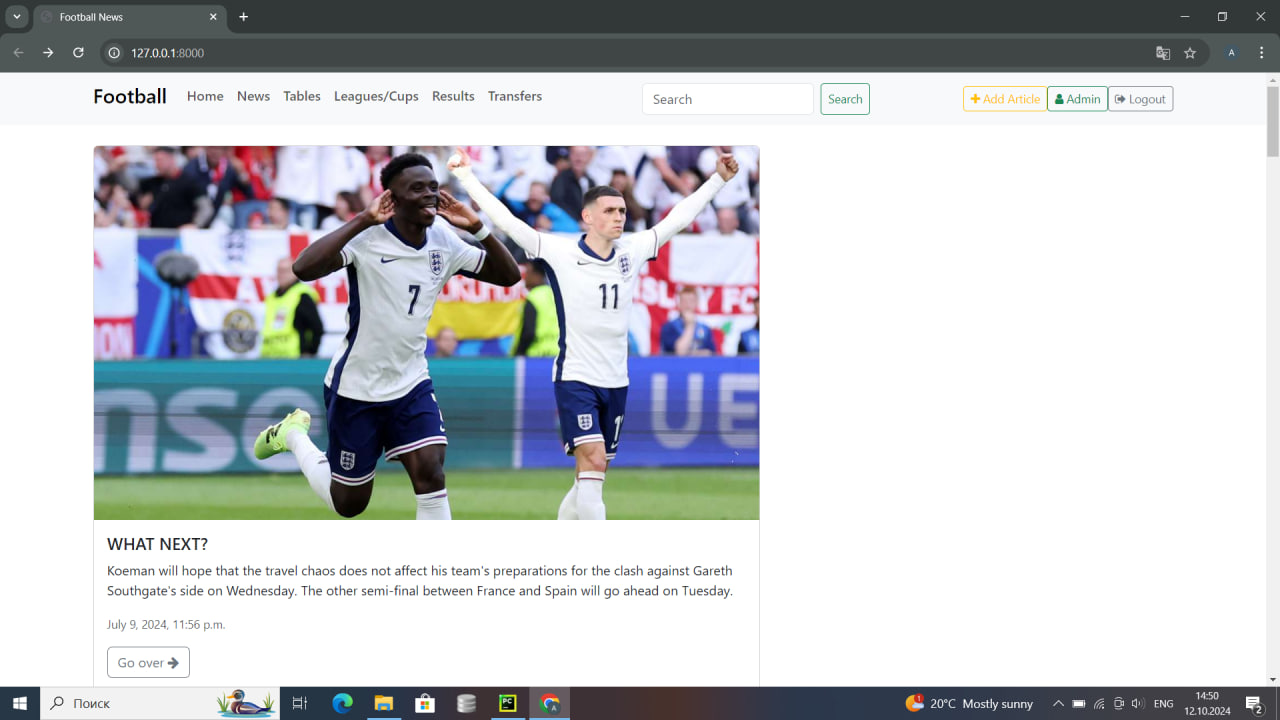 Football News
127.0.0.1:8000
A
Football
Home News Tables Leagues/Cups Results Transfers
Search
Search
Add Article
Admin
Logout
7
11
UE
WHAT NEXT?
Koeman will hope that the travel chaos does not affect his team's preparations for the clash against Gareth
Southgate's side on Wednesday. The other semi-final between France and Spain will go ahead on Tuesday.
July 9, 2024, 11:56 p.m.
Go over
Поиск
PC
A
1
20°C Mostly sunny
ENG
14:50
12.10.2024
2